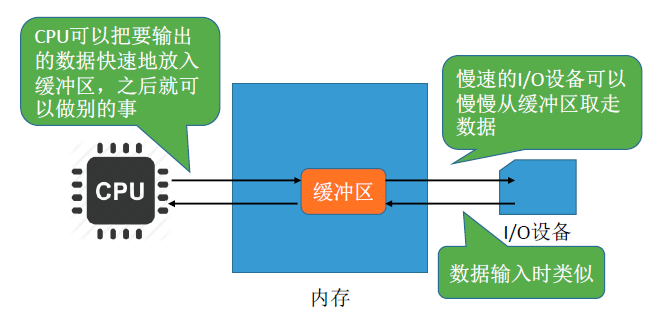 CPU可以把要输出
的数据快速地放入
缓冲区，之后就可
以做别的事
慢速的I/O设备可以
慢慢从缓冲区取走
数据
CPU
缓冲区
I/O设备
数据输入时类似
内存